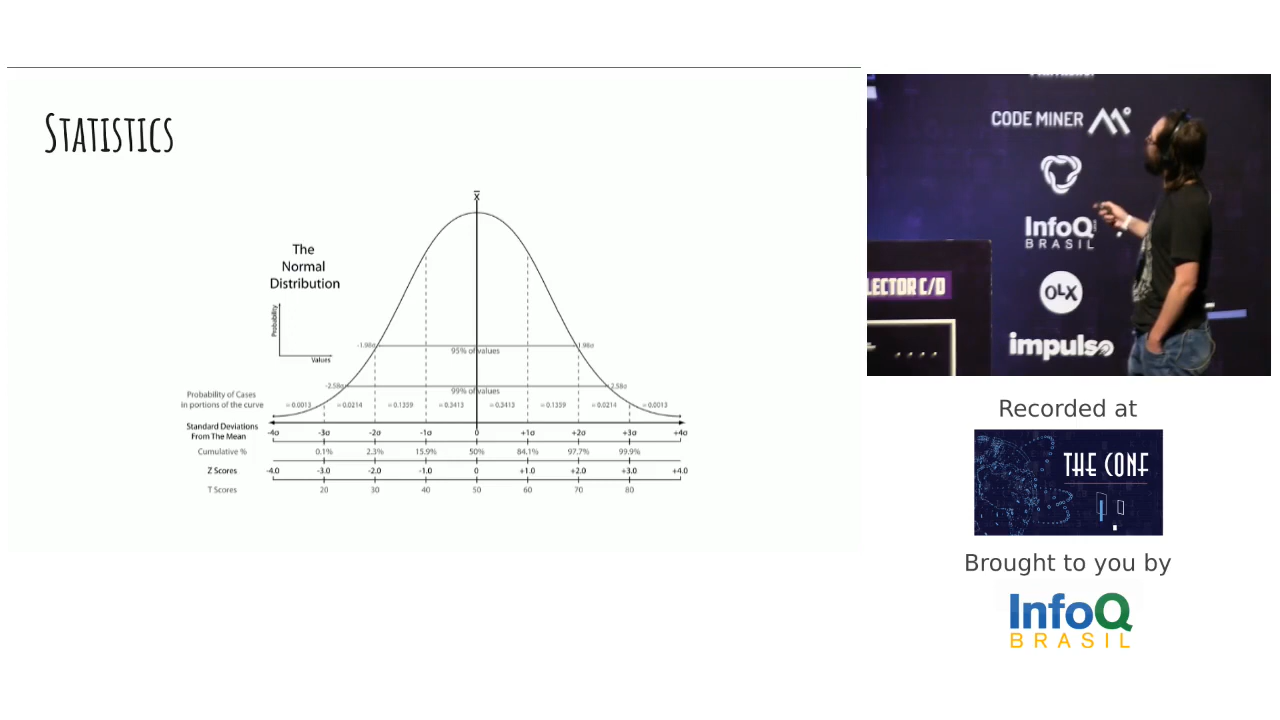 STATISTICS
X̄
The
Normal
Distribution
Probability
Values
-1.98σ
1.98σ
95% of values
-2.58σ
2.58σ
99% of values
Probability of Cases
in portions of the curve
≈0.0013
≈0.0214
≈0.1359
≈0.3413
≈0.3413
≈0.1359
≈0.0214
≈0.0013
Standard Deviations
From The Mean
-4σ
-3σ
-2σ
-1σ
0
+1σ
+2σ
+3σ
+4σ
Cumulative %
0.1%
2.3%
15.9%
50%
84.1%
97.7%
99.9%
Z Scores
-4.0
-3.0
-2.0
-1.0
0
+1.0
+2.0
+3.0
+4.0
T Scores
20
30
40
50
60
70
80
CODE MINER
InfoQ
BRASIL
OLX
impulso
LECTOR C/D
Recorded at
THE CONF
Brought to you by
InfoQ
BRASIL